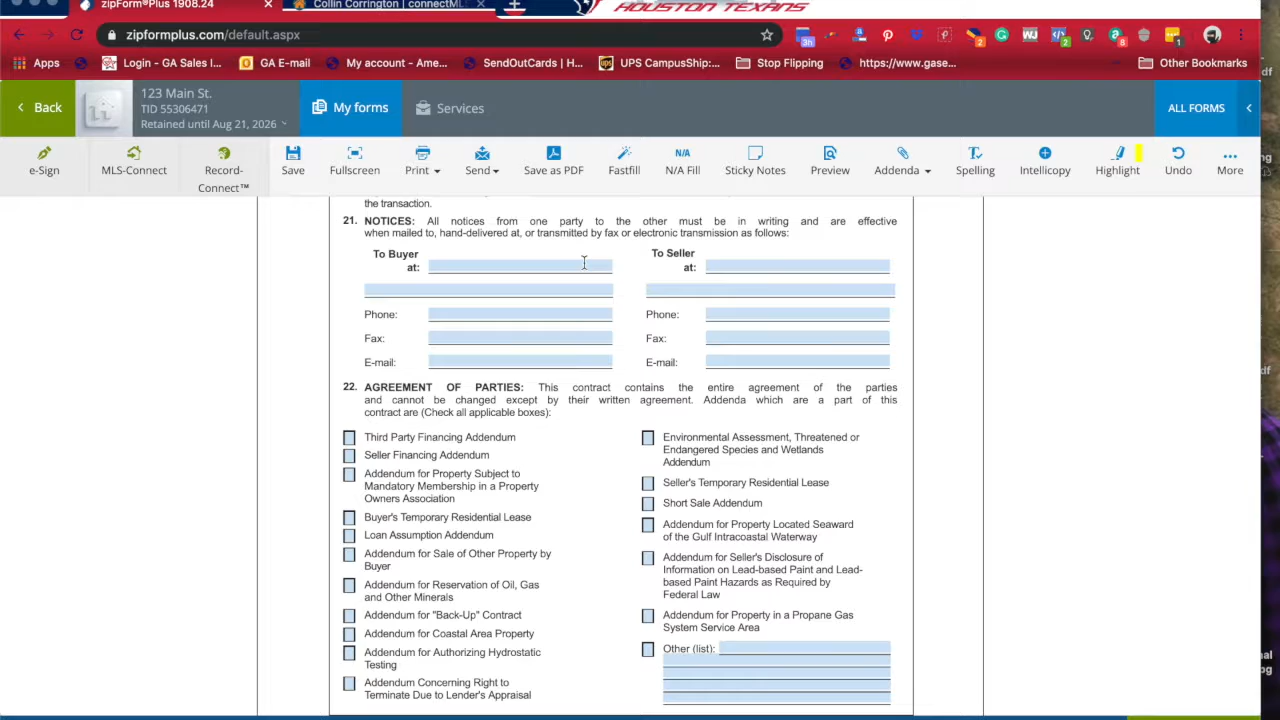 zipForm®Plus 1908.24 ×
Collin Corrington | connectML ×
HOUSTON TEXANS
zipformplus.com/default.aspx
3h
2
2
8
1
Apps
Login - GA Sales I...
GA E-mail
My account - Ame...
SendOutCards | H...
UPS CampusShip:...
Stop Flipping
https://www.gase...
Other Bookmarks
Back
123 Main St.
TID 55306471
Retained until Aug 21, 2026
My forms
Services
ALL FORMS
e-Sign
MLS-Connect
Record-
Connect™
Save
Fullscreen
Print
Send
Save as PDF
Fastfill
N/A
N/A Fill
Sticky Notes
Preview
Addenda
Spelling
Intellicopy
Highlight
Undo
More
the transaction.
21. NOTICES: All notices from one party to the other must be in writing and are effective
when mailed to, hand-delivered at, or transmitted by fax or electronic transmission as follows:
To Buyer
at:
Phone:
Fax:
E-mail:
To Seller
at:
Phone:
Fax:
E-mail:
22. AGREEMENT OF PARTIES: This contract contains the entire agreement of the parties
and cannot be changed except by their written agreement. Addenda which are a part of this
contract are (Check all applicable boxes):
Third Party Financing Addendum
Seller Financing Addendum
Addendum for Property Subject to
Mandatory Membership in a Property
Owners Association
Buyer's Temporary Residential Lease
Loan Assumption Addendum
Addendum for Sale of Other Property by
Buyer
Addendum for Reservation of Oil, Gas
and Other Minerals
Addendum for "Back-Up" Contract
Addendum for Coastal Area Property
Addendum for Authorizing Hydrostatic
Testing
Addendum Concerning Right to
Terminate Due to Lender's Appraisal
Environmental Assessment, Threatened or
Endangered Species and Wetlands
Addendum
Seller's Temporary Residential Lease
Short Sale Addendum
Addendum for Property Located Seaward
of the Gulf Intracoastal Waterway
Addendum for Seller's Disclosure of
Information on Lead-based Paint and Lead-
based Paint Hazards as Required by
Federal Law
Addendum for Property in a Propane Gas
System Service Area
Other (list):